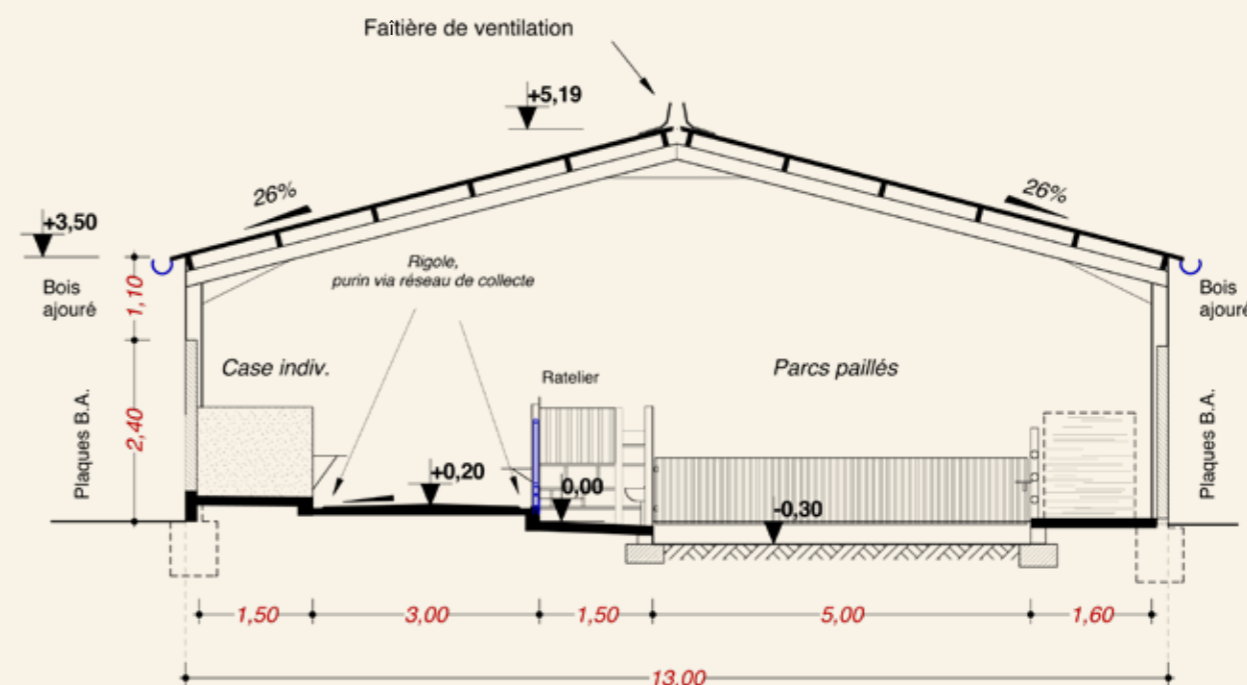 Faîtière de ventilation
+5,19
26%
26%
+3,50
Rigole,
purin via réseau de collecte
Bois
ajouré
1,10
Bois
ajouré
Case indiv.
Ratelier
Parcs paillés
Plaques B.A.
2,40
Plaques B.A.
+0,20
0,00
-0,30
1,50
3,00
1,50
5,00
1,60
13,00